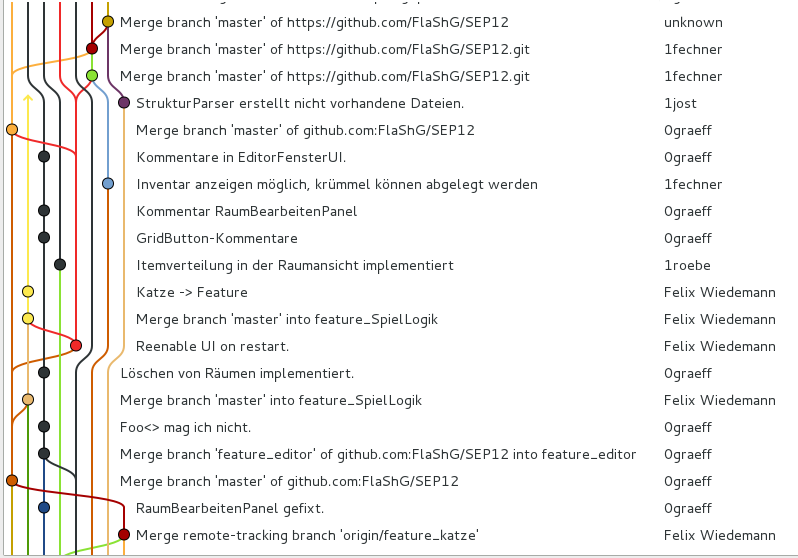 Merge branch 'master' of https://github.com/FlaShG/SEP12 unknown
Merge branch 'master' of https://github.com/FlaShG/SEP12.git 1fechner
Merge branch 'master' of https://github.com/FlaShG/SEP12.git 1fechner
StrukturParser erstellt nicht vorhandene Dateien. 1jost
Merge branch 'master' of github.com:FlaShG/SEP12 0graeff
Kommentare in EditorFensterUI. 0graeff
Inventar anzeigen möglich, krümmel können abgelegt werden 1fechner
Kommentar RaumBearbeitenPanel 0graeff
GridButton-Kommentare 0graeff
Itemverteilung in der Raumansicht implementiert 1roebe
Katze -> Feature Felix Wiedemann
Merge branch 'master' into feature_SpielLogik Felix Wiedemann
Reenable UI on restart. Felix Wiedemann
Löschen von Räumen implementiert. 0graeff
Merge branch 'master' into feature_SpielLogik Felix Wiedemann
Foo<> mag ich nicht. 0graeff
Merge branch 'feature_editor' of github.com:FlaShG/SEP12 into feature_editor 0graeff
Merge branch 'master' of github.com:FlaShG/SEP12 0graeff
RaumBearbeitenPanel gefixt. 0graeff
Merge remote-tracking branch 'origin/feature_katze' Felix Wiedemann